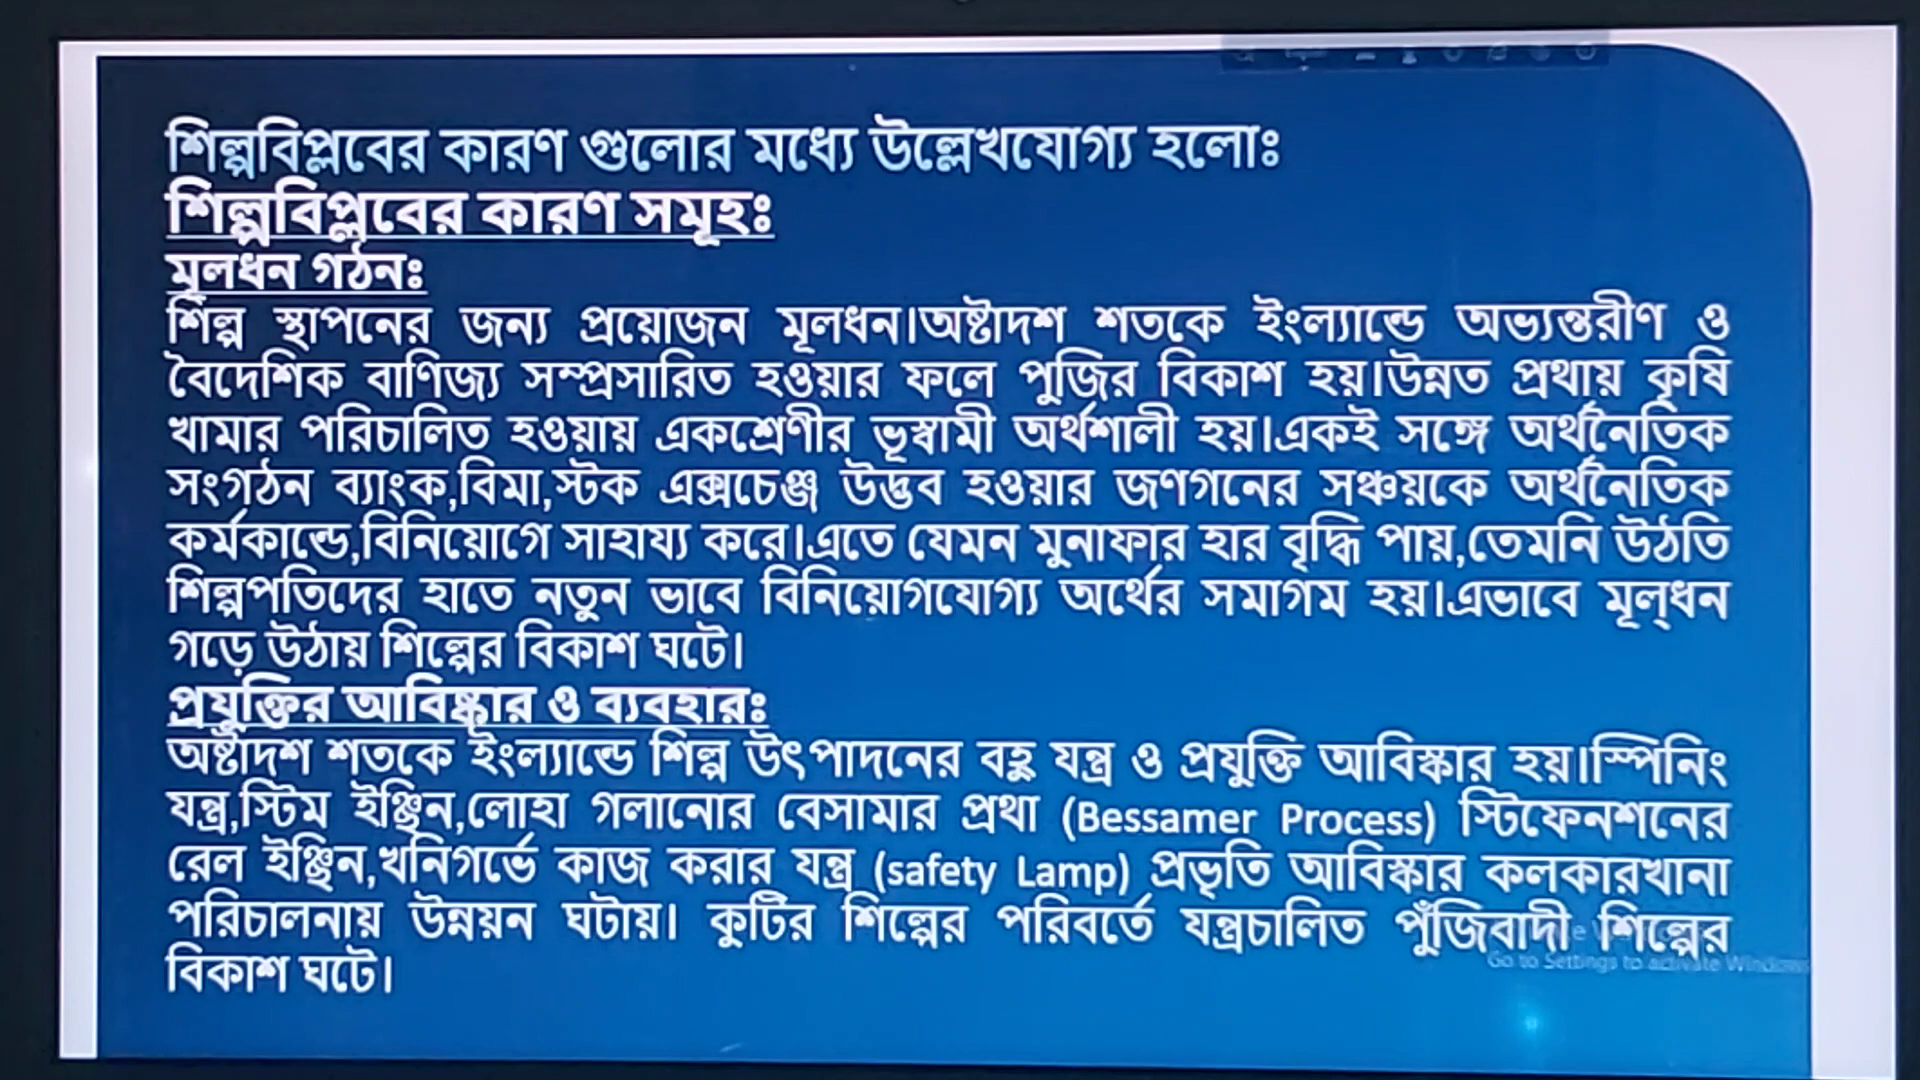 শিল্পবিপ্লবের কারণ গুলোর মধ্যে উল্লেখযোগ্য হলোঃ
শিল্পবিপ্লবের কারণ সমূহঃ
মূলধন গঠনঃ
শিল্প স্থাপনের জন্য প্রয়োজন মূলধন।অষ্টাদশ শতকে ইংল্যান্ডে অভ্যন্তরীণ ও
বৈদেশিক বাণিজ্য সম্প্রসারিত হওয়ার ফলে পুজির বিকাশ হয়।উন্নত প্রথায় কৃষি
খামার পরিচালিত হওয়ায় একশ্রেণীর ভূস্বামী অর্থশালী হয়।একই সঙ্গে অর্থনৈতিক
সংগঠন ব্যাংক,বিমা,স্টক এক্সচেঞ্জ উদ্ভব হওয়ার জণগনের সঞ্চয়কে অর্থনৈতিক
কর্মকান্ডে,বিনিয়োগে সাহায্য করে।এতে যেমন মুনাফার হার বৃদ্ধি পায়,তেমনি উঠতি
শিল্পপতিদের হাতে নতুন ভাবে বিনিয়োগযোগ্য অর্থের সমাগম হয়।এভাবে মূল্ধন
গড়ে উঠায় শিল্পের বিকাশ ঘটে।
প্রযুক্তির আবিষ্কার ও ব্যবহারঃ
অষ্টাদশ শতকে ইংল্যান্ডে শিল্প উৎপাদনের বহু যন্ত্র ও প্রযুক্তি আবিস্কার হয়।স্পিনিং
যন্ত্র,স্টিম ইঞ্জিন,লোহা গলানোর বেসামার প্রথা (Bessamer Process) স্টিফেনশনের
রেল ইঞ্জিন,খনিগর্ভে কাজ করার যন্ত্র (safety Lamp) প্রভৃতি আবিস্কার কলকারখানা
পরিচালনায় উন্নয়ন ঘটায়। কুটির শিল্পের পরিবর্তে যন্ত্রচালিত পুঁজিবাদী শিল্পের
বিকাশ ঘটে।
Go to Settings to activate Windows